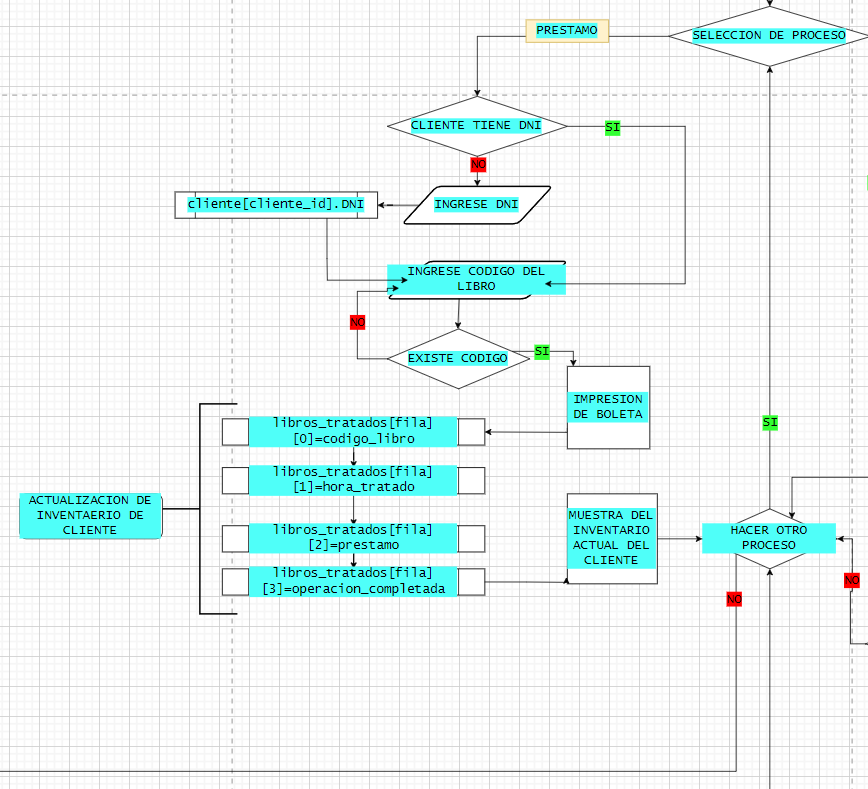 PRESTAMO
SELECCION DE PROCESO
CLIENTE TIENE DNI
SI
NO
cliente[cliente_id].DNI
INGRESE DNI
INGRESE CODIGO DEL
LIBRO
NO
EXISTE CODIGO
SI
IMPRESION
DE BOLETA
libros_tratados[fila]
[0]=codigo_libro
libros_tratados[fila]
[1]=hora_tratado
ACTUALIZACION DE
INVENTAERIO DE
CLIENTE
libros_tratados[fila]
[2]=prestamo
libros_tratados[fila]
[3]=operacion_completada
MUESTRA DEL
INVENTARIO
ACTUAL DEL
CLIENTE
SI
HACER OTRO
PROCESO
NO
NO